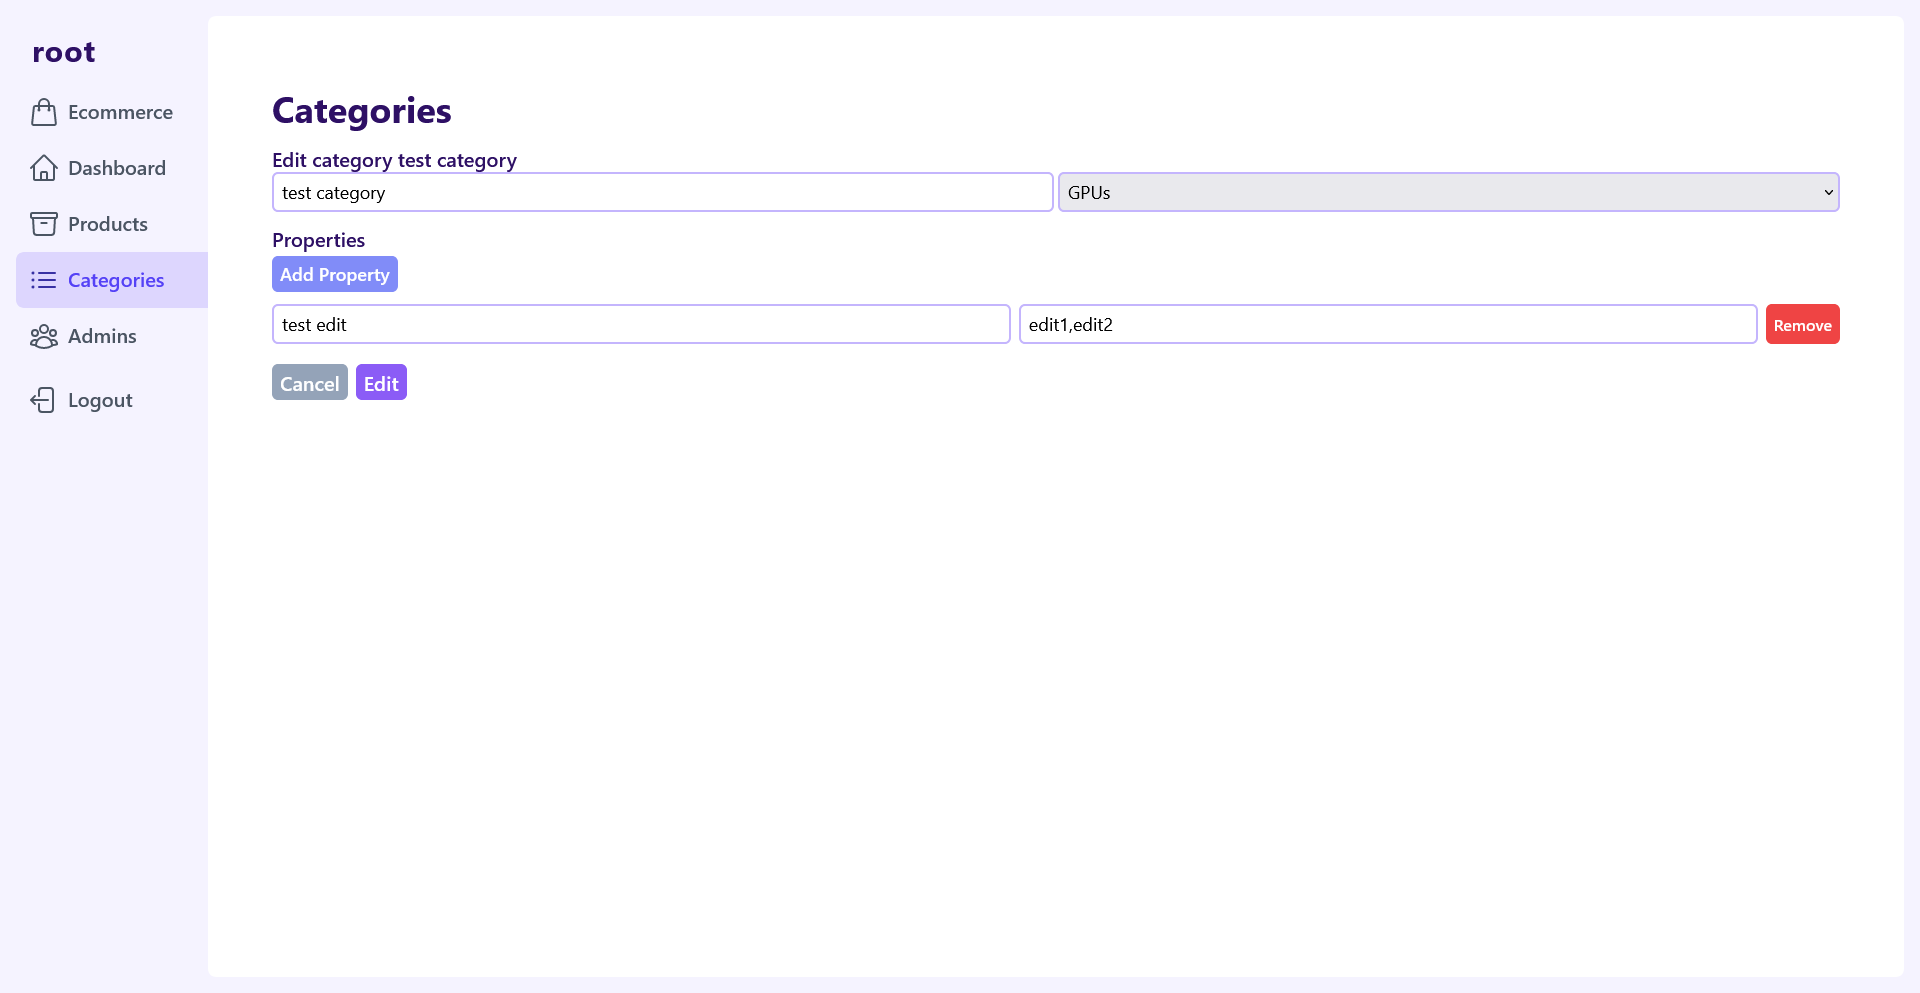 root
Ecommerce
Dashboard
Products
Categories
Admins
Logout
Categories
Edit category test category
test category GPUs
Properties
Add Property
test edit edit1,edit2 Remove
Cancel Edit